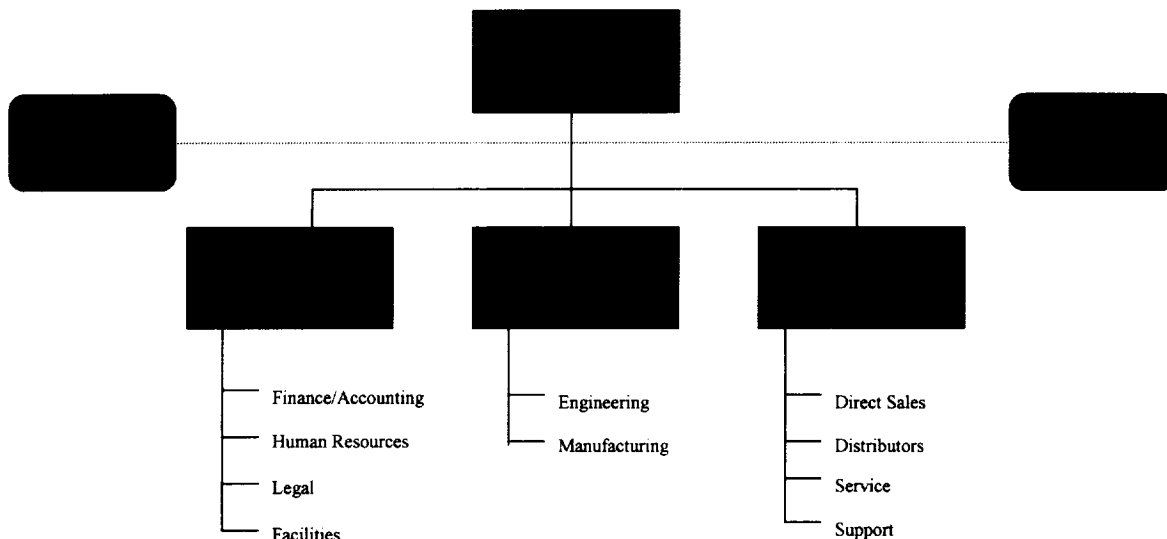 Finance/Accounting
Human Resources
Legal
Facilities
Engineering
Manufacturing
Direct Sales
Distributors
Service
Support